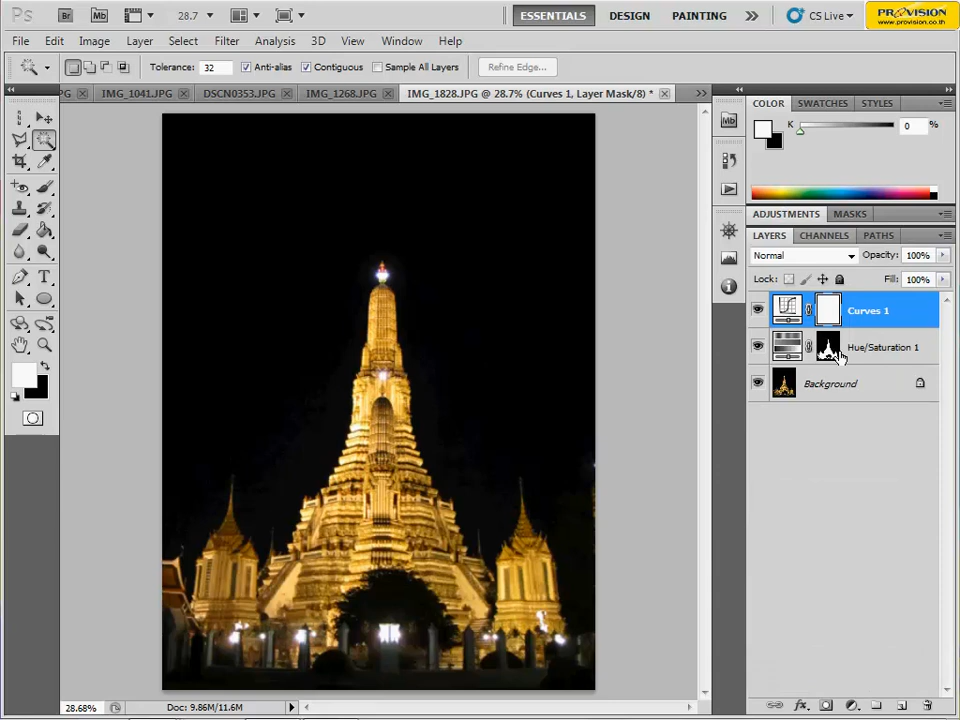 Ps Br Mb 28.7 ESSENTIALS DESIGN PAINTING CS Live PROVISION
www.provision.co.th
File Edit Image Layer Select Filter Analysis 3D View Window Help
Tolerance: 32 Anti-alias Contiguous Sample All Layers Refine Edge...
PG IMG_1041.JPG DSCN0353.JPG IMG_1268.JPG IMG_1828.JPG @ 28.7% (Curves 1, Layer Mask/8) *
COLOR SWATCHES STYLES
Mb
K 0 %
ADJUSTMENTS MASKS
LAYERS CHANNELS PATHS
Normal Opacity: 100%
Lock: Fill: 100%
T
Curves 1
Hue/Saturation 1
Background
28.68% Doc: 9.86M/11.6M
fx